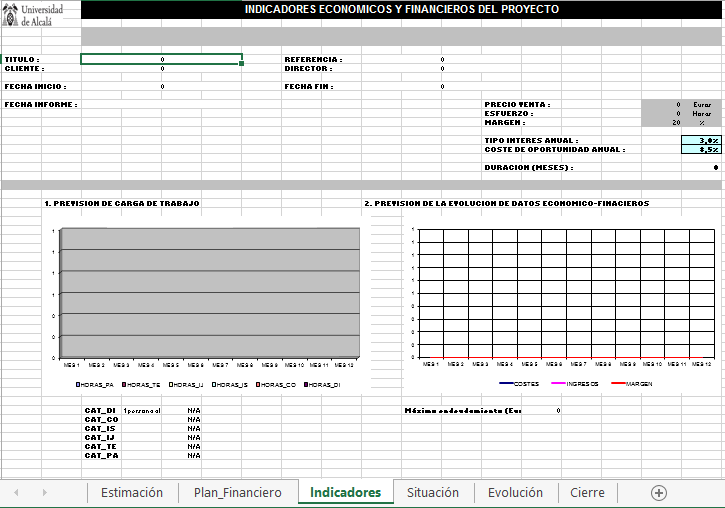 Universidad
de Alcalá
INDICADORES ECONOMICOS Y FINANCIEROS DEL PROYECTO
TITULO : 0 REFERENCIA : 0
CLIENTE : 0 DIRECTOR : 0
FECHA INICIO : 0 FECHA FIN : 0
FECHA INFORME :
PRECIO VENTA : 0 Euros
ESFUERZO : 0 Horas
MARGEN : 20 %
TIPO INTERES ANUAL : 3,0%
COSTE DE OPORTUNIDAD ANUAL : 8,5%
DURACION (MESES) : 0
1. PREVISION DE CARGA DE TRABAJO
2. PREVISION DE LA EVOLUCION DE DATOS ECONOMICO-FINACIEROS
1
1
1
1
0
0
0
MES 1 MES 2 MES 3 MES 4 MES 5 MES 6 MES 7 MES 8 MES 9 MES 10 MES 11 MES 12
HORAS_PA HORAS_TE HORAS_IJ HORAS_IS HORAS_CO HORAS_DI
1
1
1
1
1
1
0
0
0
0
0
MES 1 MES 2 MES 3 MES 4 MES 5 MES 6 MES 7 MES 8 MES 9 MES 10 MES 11 MES 12
COSTES INGRESOS MARGEN
CAT_DI 1 persona al N/A
CAT_CO N/A
CAT_IS N/A
CAT_IJ N/A
CAT_TE N/A
CAT_PA N/A
Máximo endeudamiento (Eur 0
Estimación Plan_Financiero Indicadores Situación Evolución Cierre